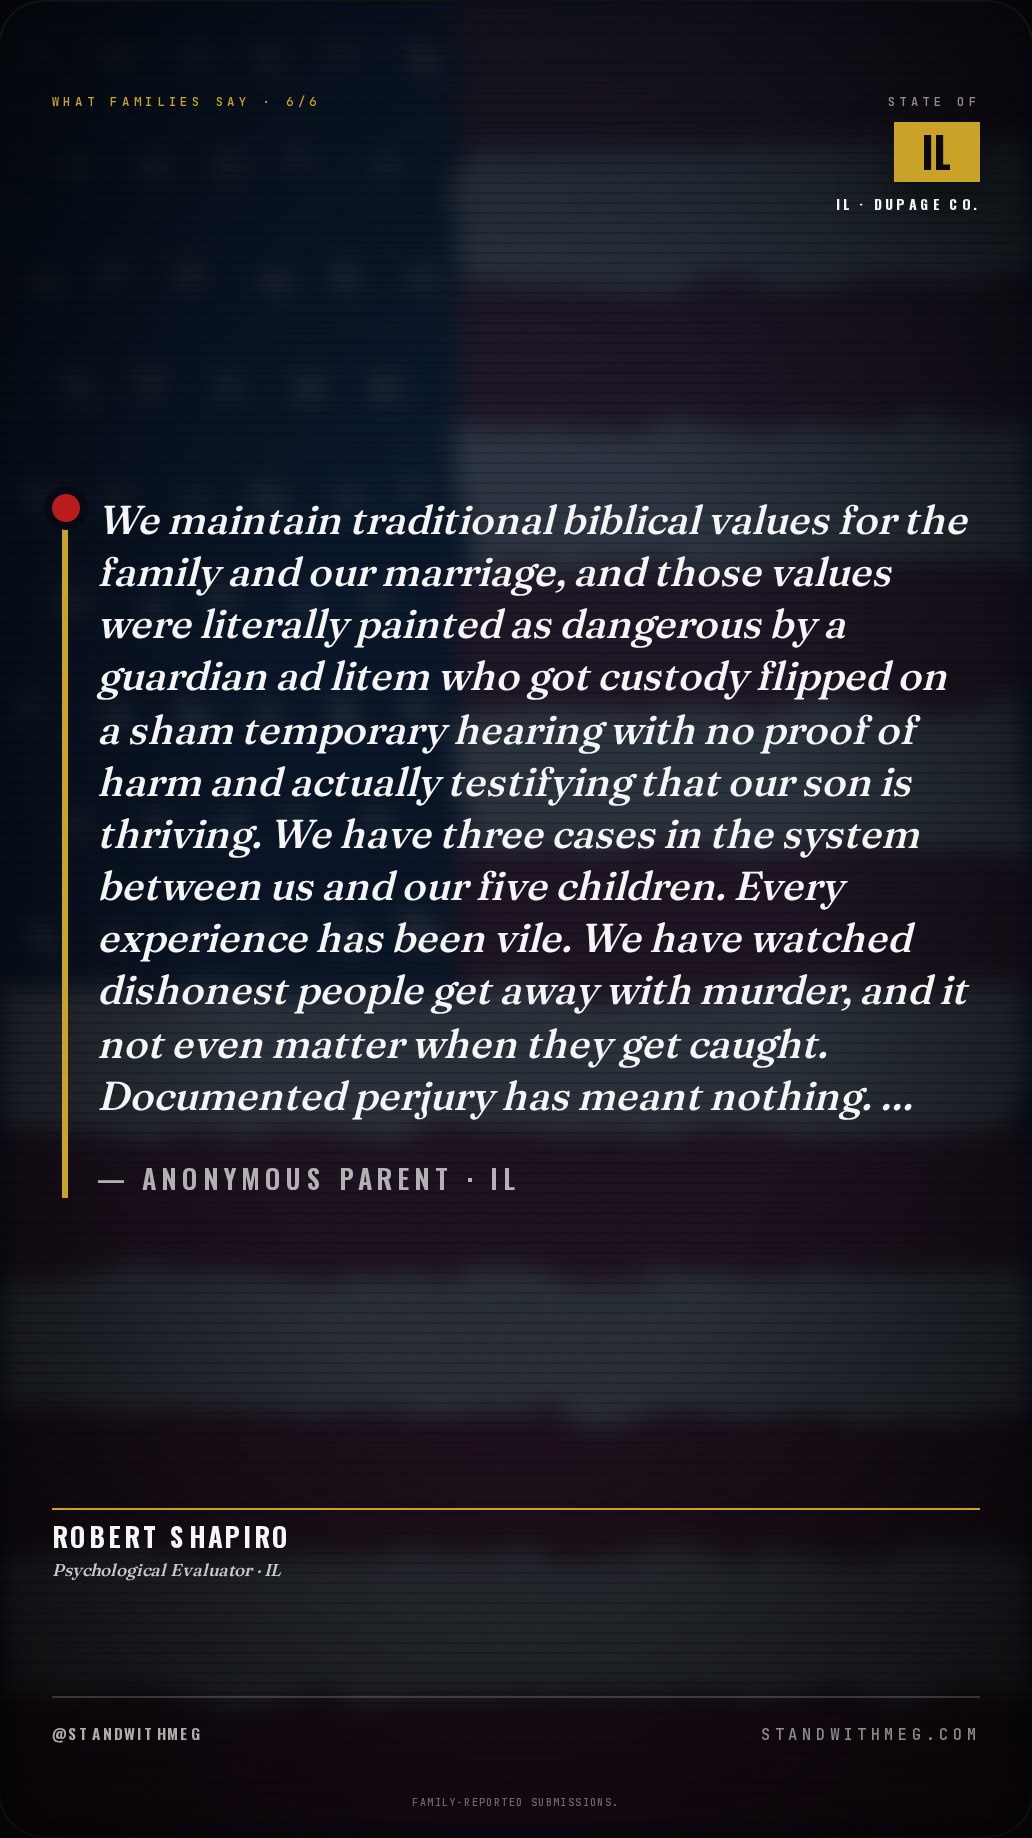 WHAT FAMILIES SAY · 6/6
STATE OF
IL
IL · DUPAGE CO.
We maintain traditional biblical values for the
family and our marriage, and those values
were literally painted as dangerous by a
guardian ad litem who got custody flipped on
a sham temporary hearing with no proof of
harm and actually testifying that our son is
thriving. We have three cases in the system
between us and our five children. Every
experience has been vile. We have watched
dishonest people get away with murder, and it
not even matter when they get caught.
Documented perjury has meant nothing. ...
— ANONYMOUS PARENT · IL
ROBERT SHAPIRO
Psychological Evaluator · IL
@STANDWITHMEG
STANDWITHMEG.COM
FAMILY-REPORTED SUBMISSIONS.